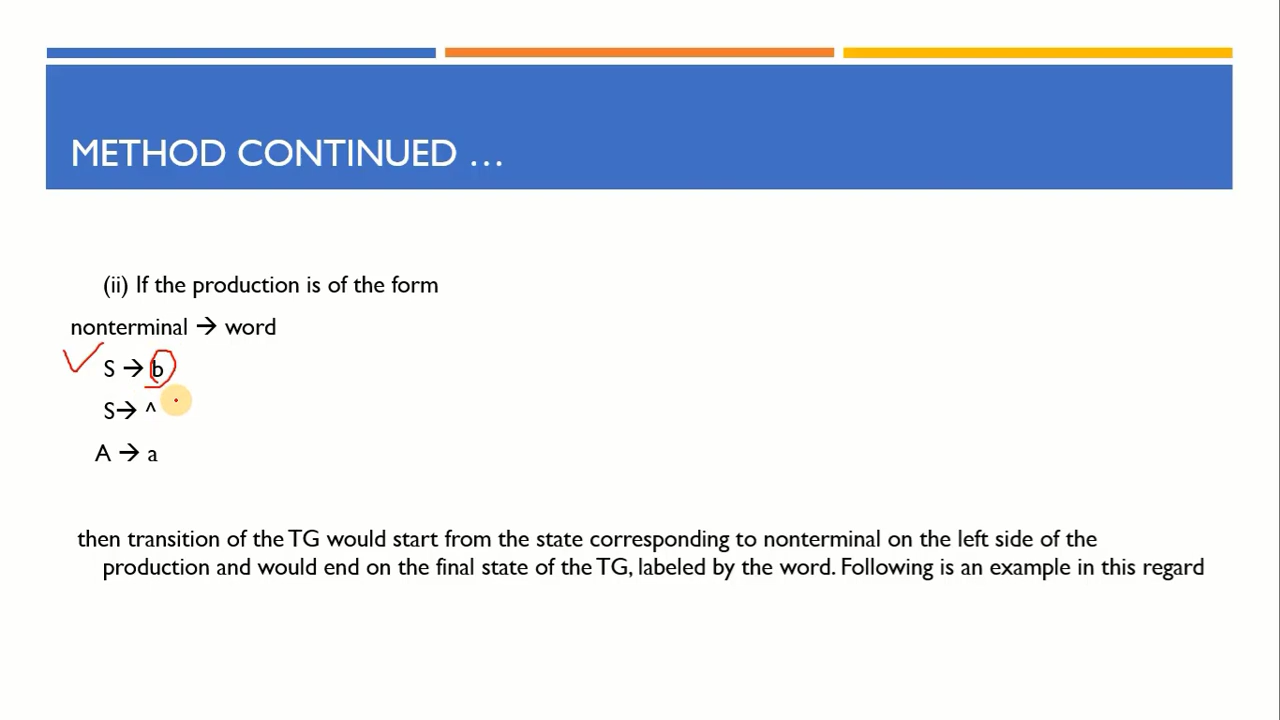 METHOD CONTINUED …
(ii) If the production is of the form
nonterminal → word
S → b
S→ ^
A → a
then transition of the TG would start from the state corresponding to nonterminal on the left side of the
production and would end on the final state of the TG, labeled by the word. Following is an example in this regard